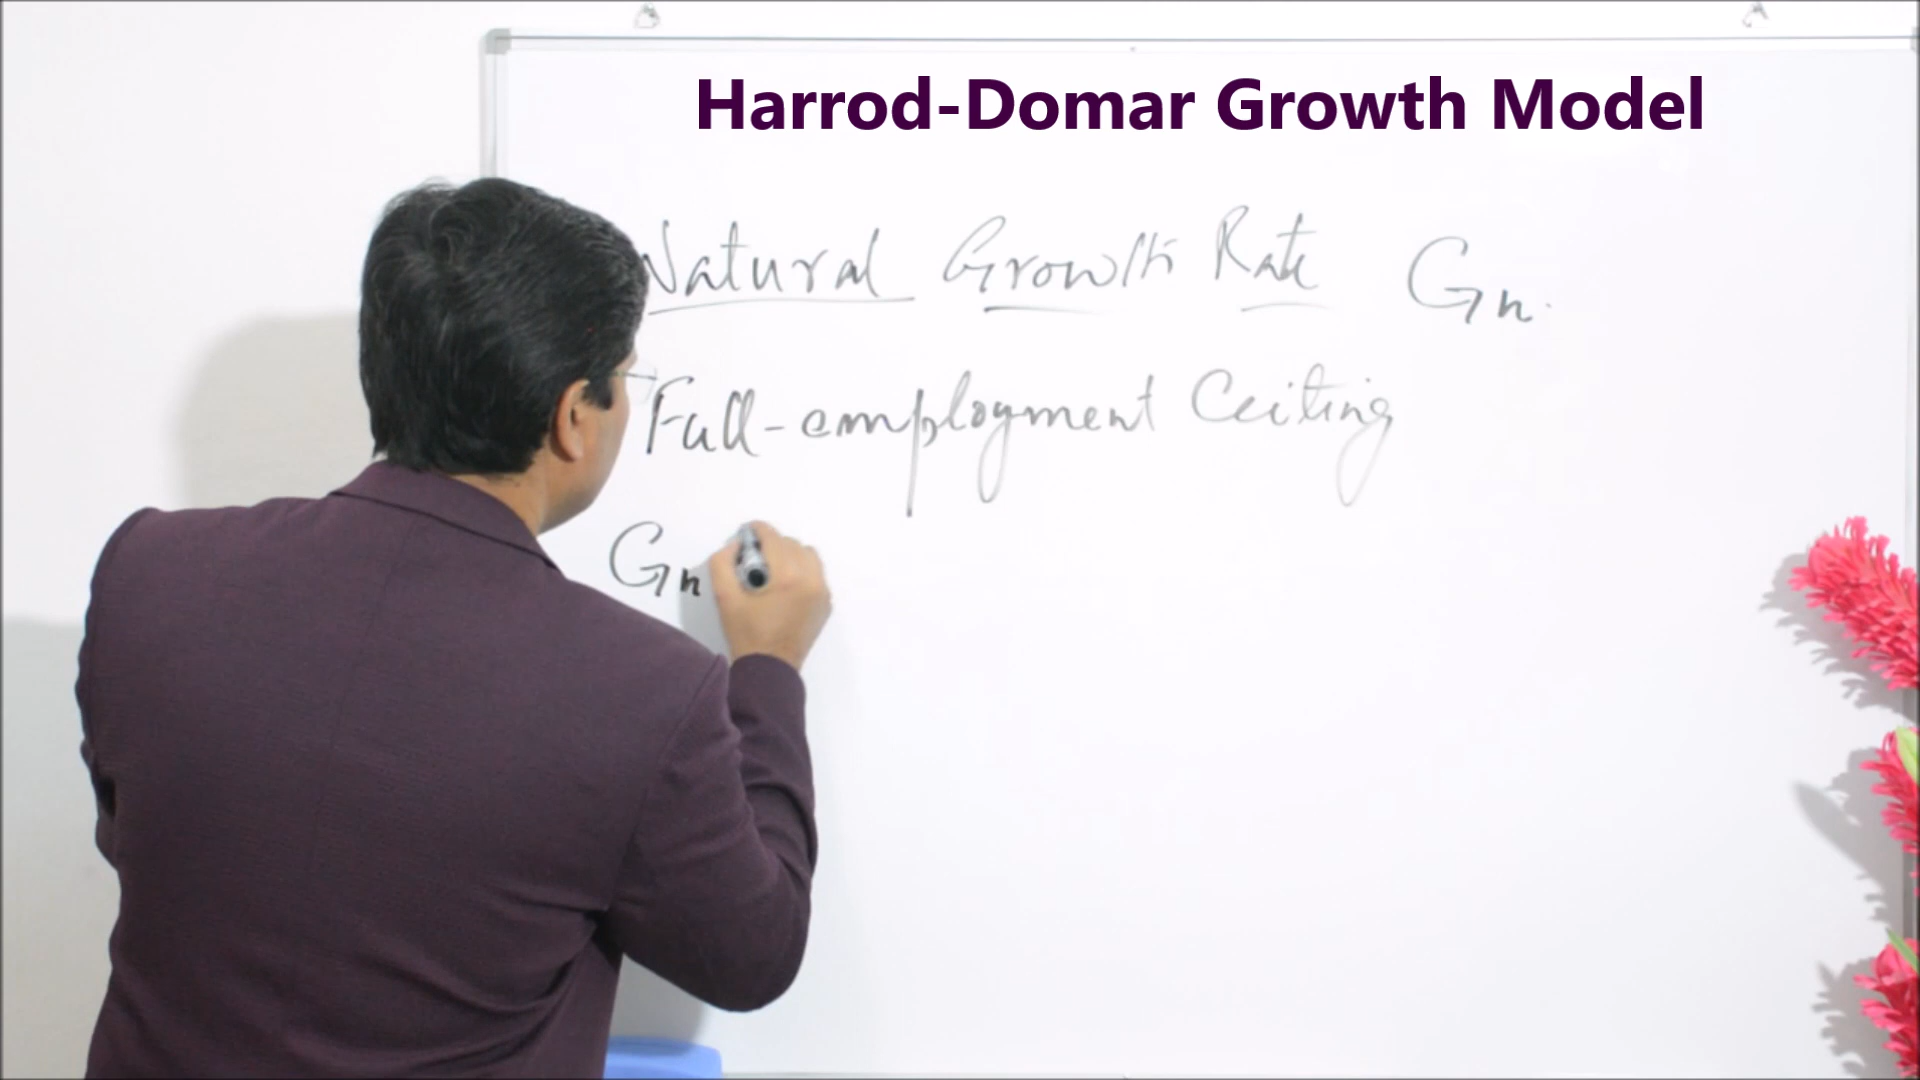 Harrod-Domar Growth Model
Natural Growth Rate Gn.
Full-employment Ceiling
Gn